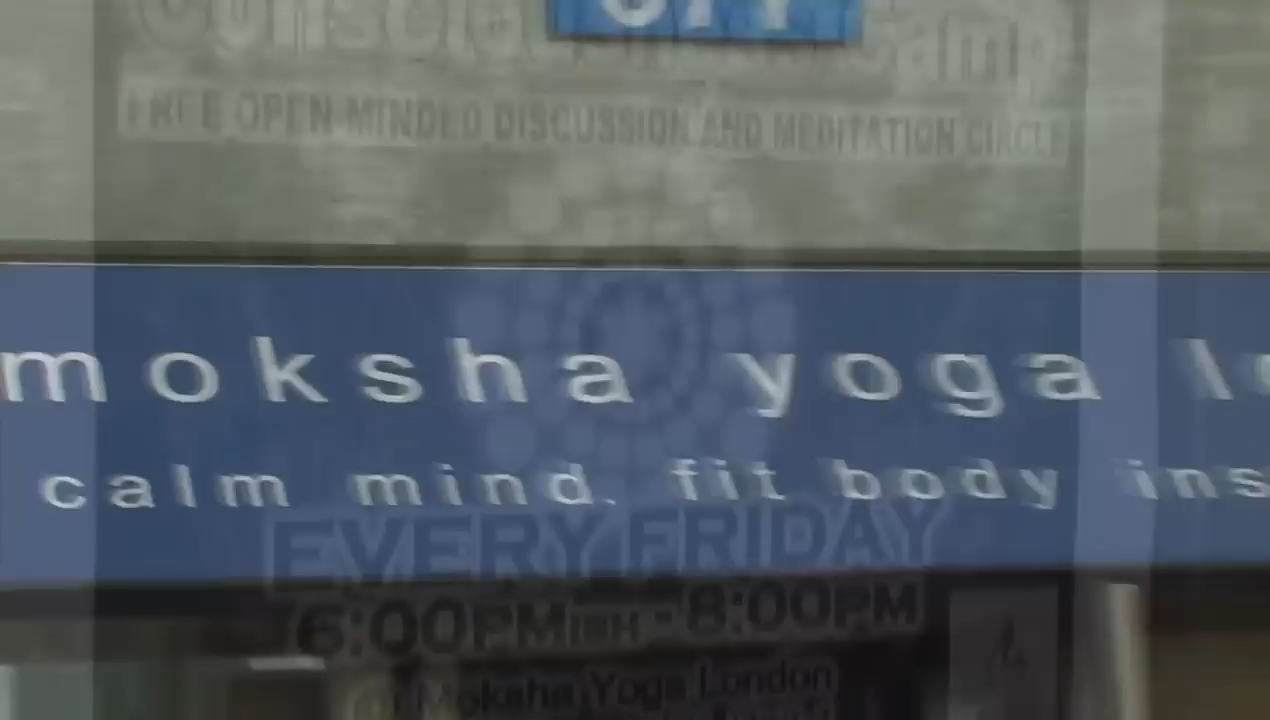 FREE OPEN-MINDED DISCUSSION AND MEDITATION CIRCLE
moksha yoga
calm mind. fit body
EVERY FRIDAY
6:00PMISH - 8:00PM
@ Moksha Yoga London